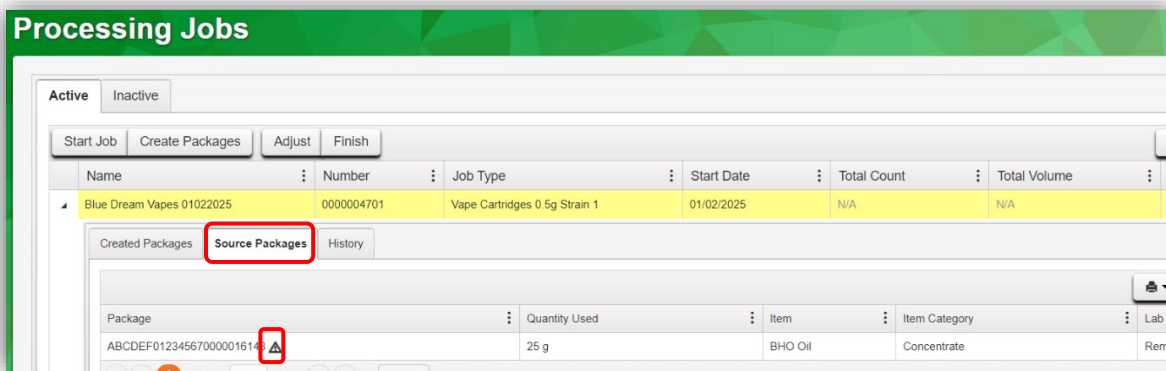 Processing Jobs
Active Inactive
Start Job Create Packages Adjust Finish
Name Number Job Type Start Date Total Count Total Volume
Blue Dream Vapes 01022025 0000004701 Vape Cartridges 0.5g Strain 1 01/02/2025 N/A N/A
Created Packages Source Packages History
Package Quantity Used Item Item Category Lab
25 g BHO Oil Concentrate